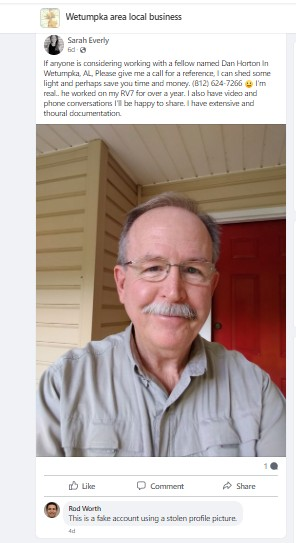 Wetumpka area local business
Sarah Everly
6d
If anyone is considering working with a fellow named Dan Horton In
Wetumpka, AL, Please give me a call for a reference, I can shed some
light and perhaps save you time and money. (812) 624-7266 😉 I'm
real.. he worked on my RV7 for over a year. I also have video and
phone conversations I'll be happy to share, I have extensive and
thoural documentation.
1
Like Comment Share
Rod Worth
This is a fake account using a stolen profile picture.
4d